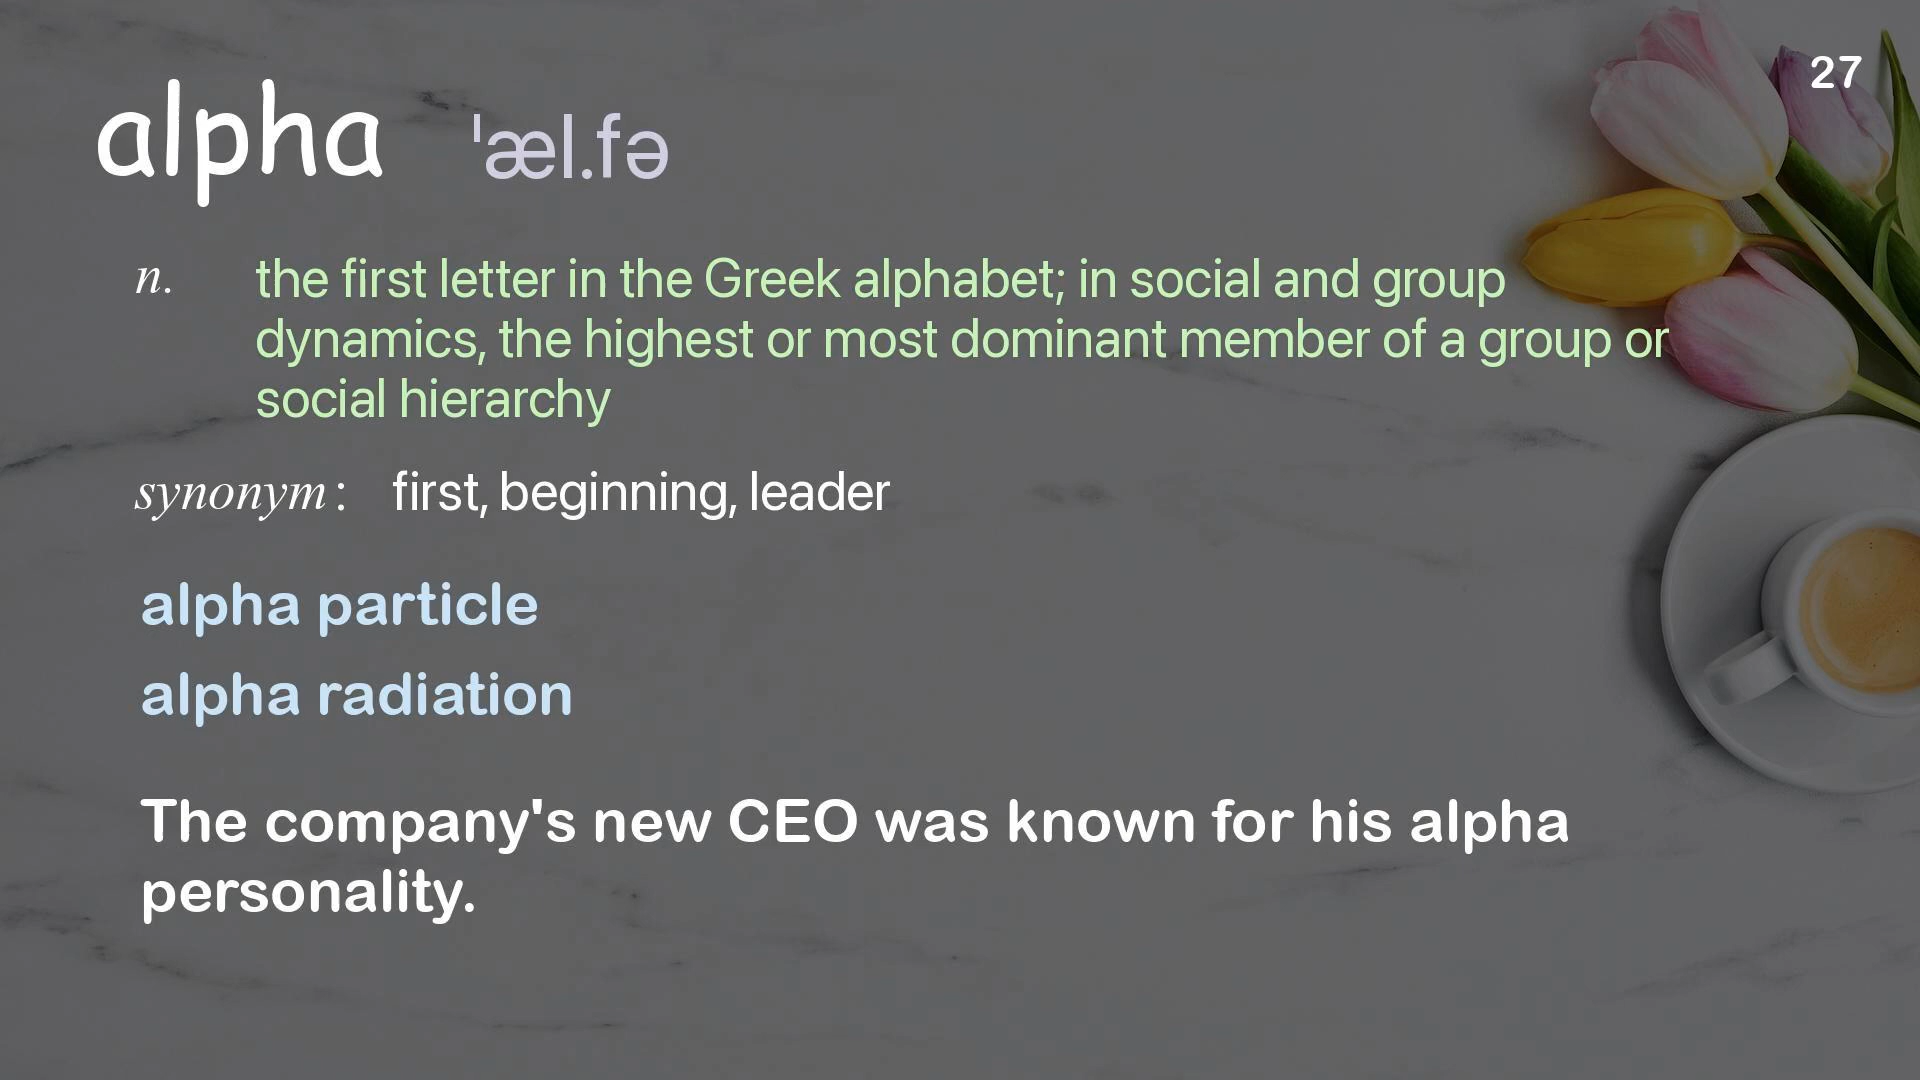 27
alpha ˈæl.fə
n. the first letter in the Greek alphabet; in social and group
dynamics, the highest or most dominant member of a group or
social hierarchy
synonym: first, beginning, leader
alpha particle
alpha radiation
The company's new CEO was known for his alpha
personality.